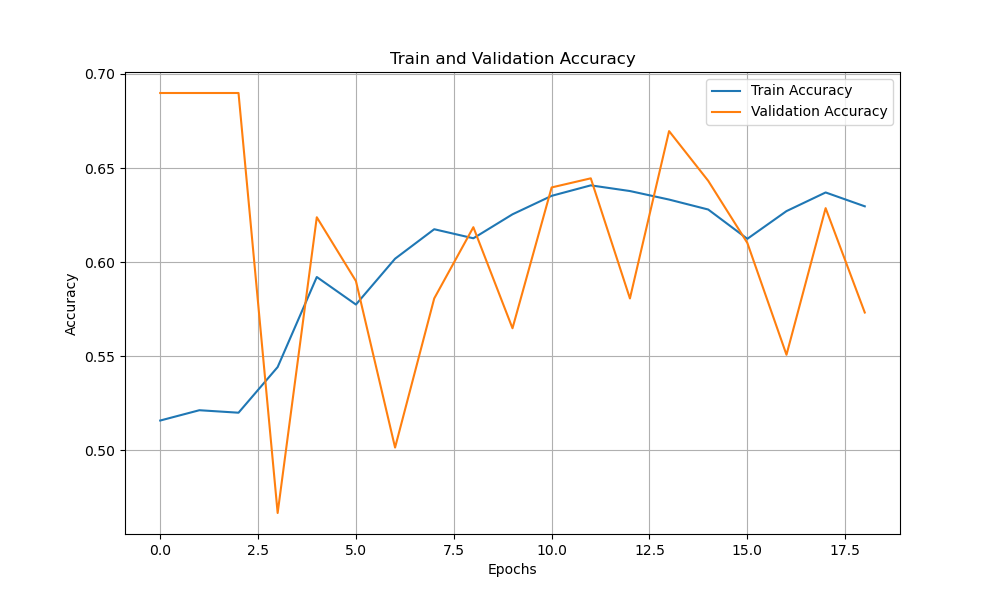 Train and Validation Accuracy
Train Accuracy
Validation Accuracy
Accuracy
0.70
0.65
0.60
0.55
0.50
0.0 2.5 5.0 7.5 10.0 12.5 15.0 17.5
Epochs